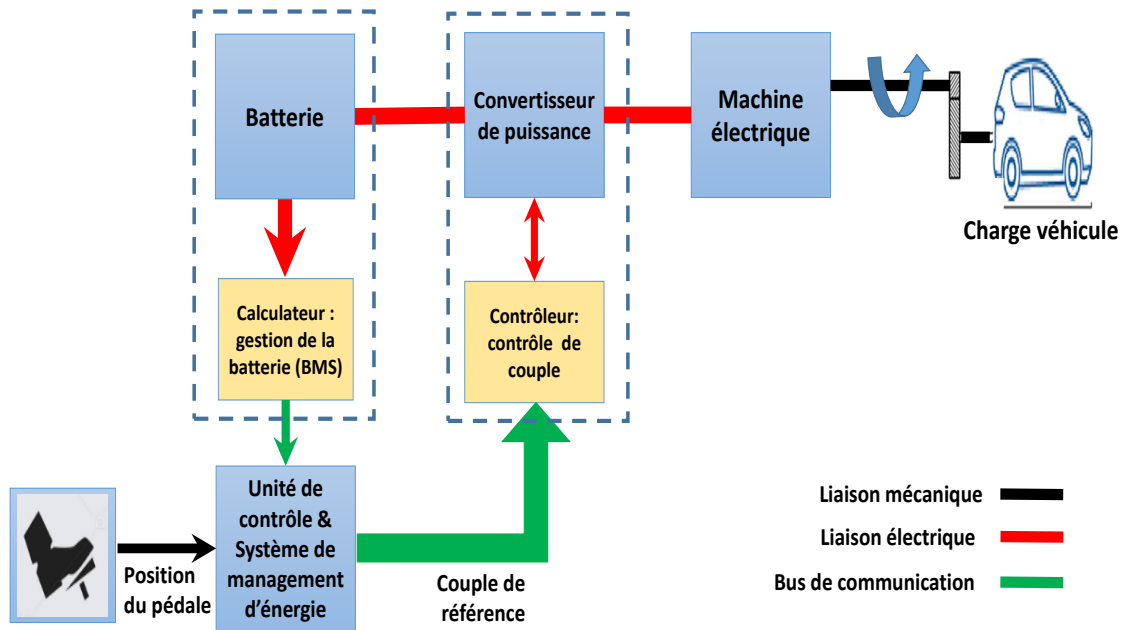 Batterie
Convertisseur
de puissance
Machine
électrique
Charge véhicule
Calculateur :
gestion de la
batterie (BMS)
Contrôleur:
contrôle de
couple
Unité de
contrôle &
Système de
management
d'énergie
Position
du pédale
Couple de
référence
Liaison mécanique
Liaison électrique
Bus de communication